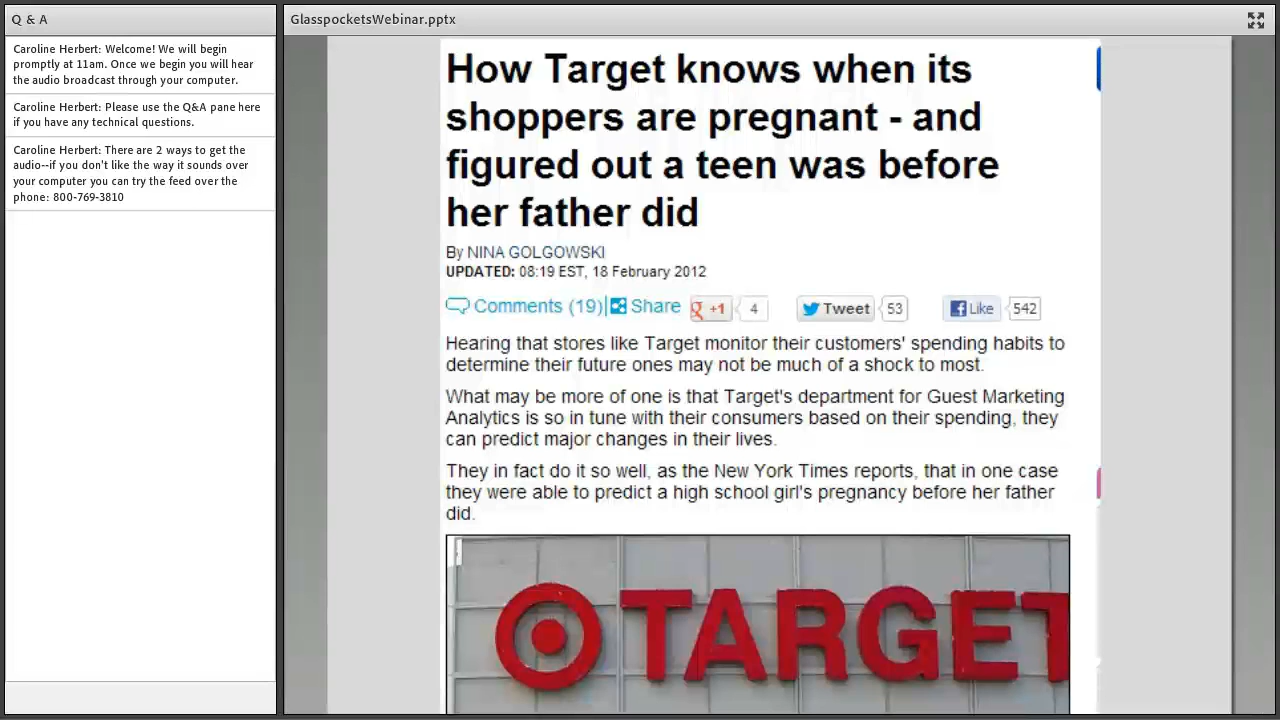 Q & A
Caroline Herbert: Welcome! We will begin
promptly at 11am. Once we begin you will hear
the audio broadcast through your computer.
Caroline Herbert: Please use the Q&A pane here
if you have any technical questions.
Caroline Herbert: There are 2 ways to get the
audio--if you don't like the way it sounds over
your computer you can try the feed over the
phone: 800-769-3810
GlasspocketsWebinar.pptx
How Target knows when its
shoppers are pregnant - and
figured out a teen was before
her father did
By NINA GOLGOWSKI
UPDATED: 08:19 EST, 18 February 2012
Comments (19) Share +1 4 Tweet 53 Like 542
Hearing that stores like Target monitor their customers' spending habits to
determine their future ones may not be much of a shock to most.
What may be more of one is that Target's department for Guest Marketing
Analytics is so in tune with their consumers based on their spending, they
can predict major changes in their lives.
They in fact do it so well, as the New York Times reports, that in one case
they were able to predict a high school girl's pregnancy before her father
did.
TARGET